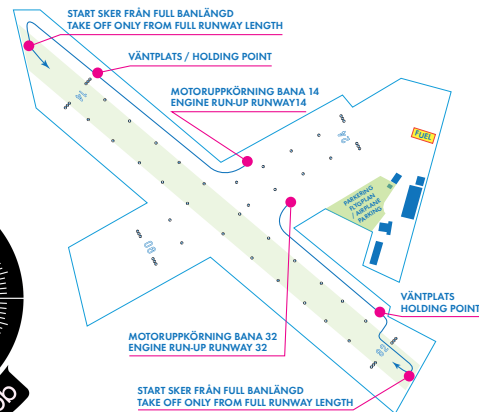 START SKER FRÅN FULL BANLÄNGD
TAKE OFF ONLY FROM FULL RUNWAY LENGTH
VÄNTPLATS / HOLDING POINT
MOTORUPPKÖRNING BANA 14
ENGINE RUN-UP RUNWAY14
14
FUEL
PARKERING
FLYGPLAN
/ AIRPLANE
PARKING
VÄNTPLATS
HOLDING POINT
32
MOTORUPPKÖRNING BANA 32
ENGINE RUN-UP RUNWAY 32
START SKER FRÅN FULL BANLÄNGD
TAKE OFF ONLY FROM FULL RUNWAY LENGTH